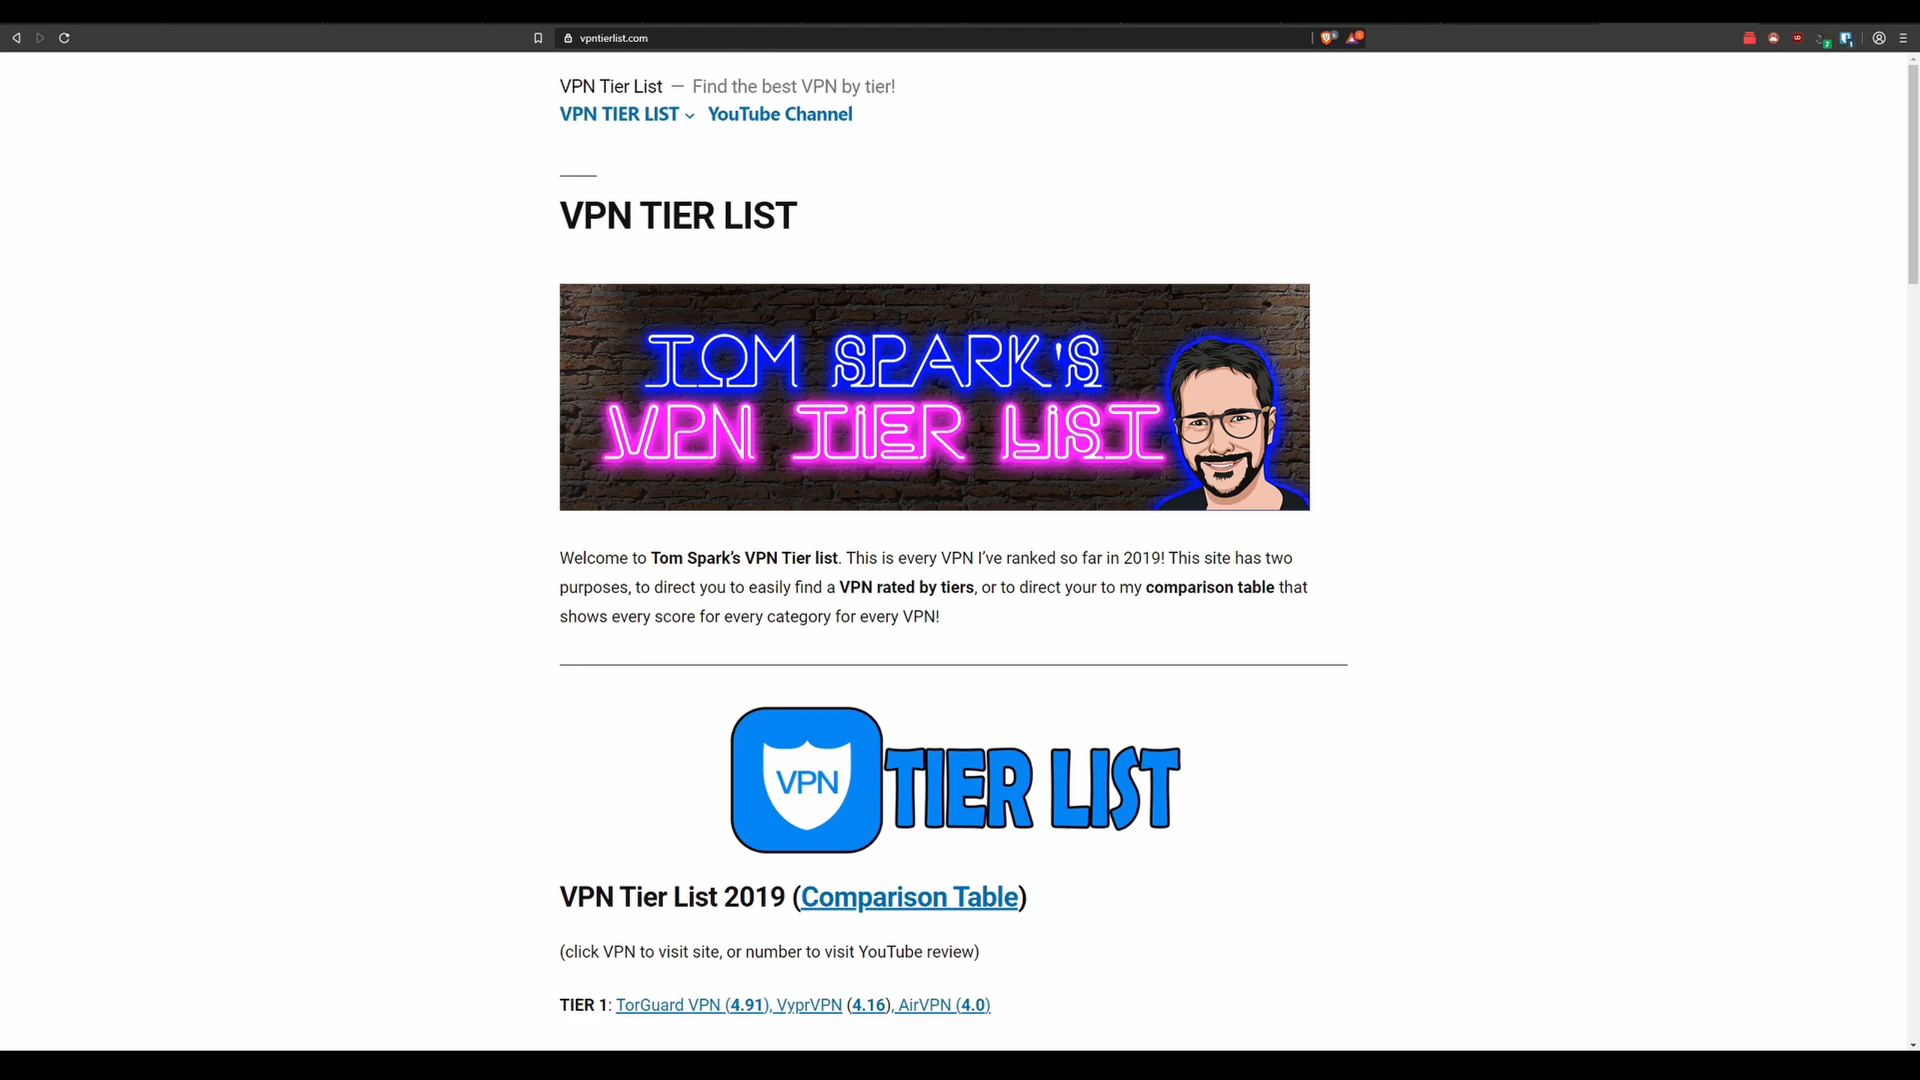 vpntierlist.com
VPN Tier List — Find the best VPN by tier!
VPN TIER LIST YouTube Channel
VPN TIER LIST
TOM SPARK'S
VPN TIER LIST
Welcome to Tom Spark’s VPN Tier list. This is every VPN I’ve ranked so far in 2019! This site has two
purposes, to direct you to easily find a VPN rated by tiers, or to direct your to my comparison table that
shows every score for every category for every VPN!
VPN TIER LIST
VPN Tier List 2019 (Comparison Table)
(click VPN to visit site, or number to visit YouTube review)
TIER 1: TorGuard VPN (4.91), VyprVPN (4.16), AirVPN (4.0)